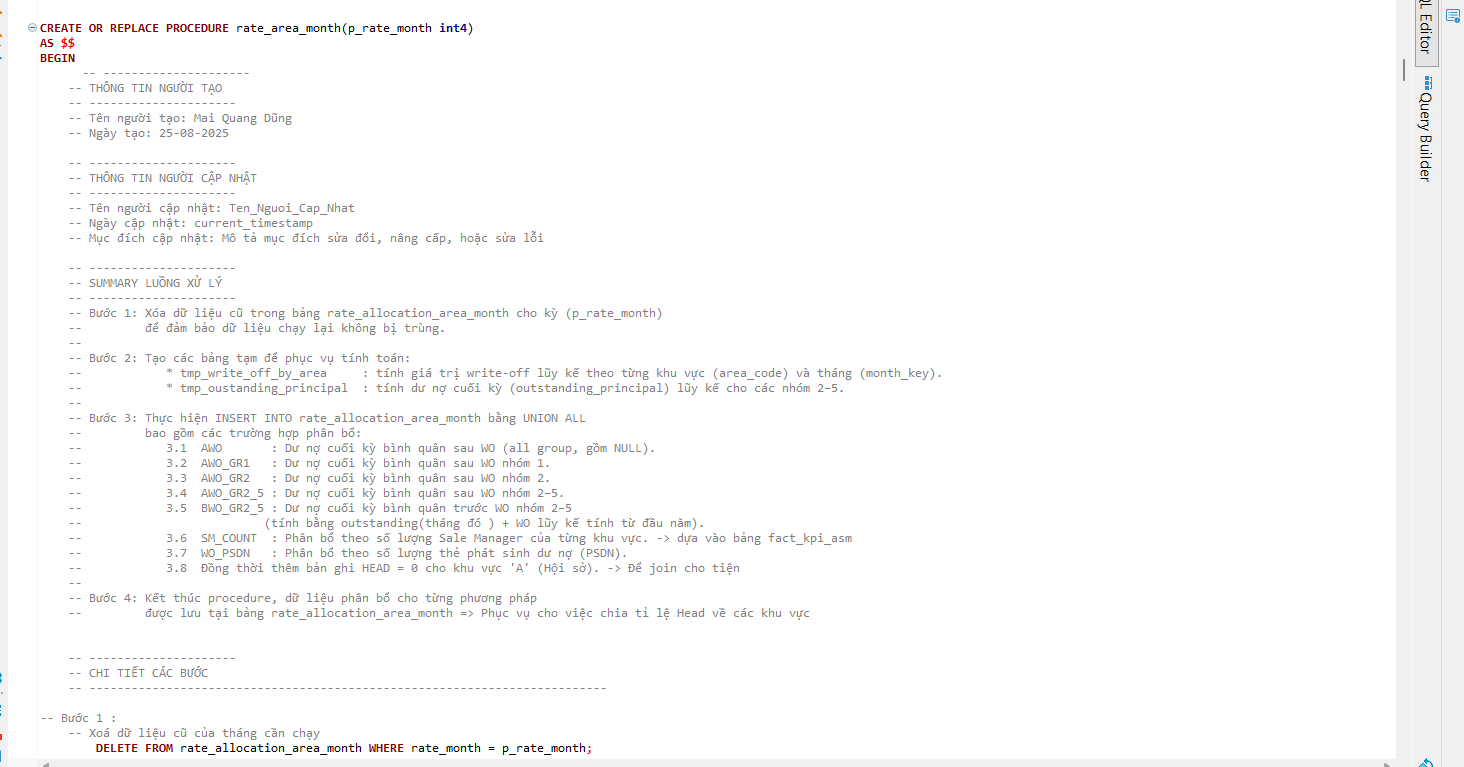 CREATE OR REPLACE PROCEDURE rate_area_month(p_rate_month int4)
AS $$
BEGIN
-- ---------------------
-- THÔNG TIN NGƯỜI TẠO
-- ---------------------
-- Tên người tạo: Mai Quang Dũng
-- Ngày tạo: 25-08-2025
-- ---------------------
-- THÔNG TIN NGƯỜI CẬP NHẬT
-- ---------------------
-- Tên người cập nhật: Ten_Nguoi_Cap_Nhat
-- Ngày cập nhật: current_timestamp
-- Mục đích cập nhật: Mô tả mục đích sửa đổi, nâng cấp, hoặc sửa lỗi
-- ---------------------
-- SUMMARY LUỒNG XỬ LÝ
-- ---------------------
-- Bước 1: Xóa dữ liệu cũ trong bảng rate_allocation_area_month cho kỳ (p_rate_month)
--         để đảm bảo dữ liệu chạy lại không bị trùng.
--
-- Bước 2: Tạo các bảng tạm để phục vụ tính toán:
--            * tmp_write_off_by_area     : tính giá trị write-off lũy kế theo từng khu vực (area_code) và tháng (month_key).
--            * tmp_oustanding_principal  : tính dư nợ cuối kỳ (outstanding_principal) lũy kế cho các nhóm 2–5.
--
-- Bước 3: Thực hiện INSERT INTO rate_allocation_area_month bằng UNION ALL
--         bao gồm các trường hợp phân bổ:
--            3.1  AWO       : Dư nợ cuối kỳ bình quân sau WO (all group, gồm NULL).
--            3.2  AWO_GR1   : Dư nợ cuối kỳ bình quân sau WO nhóm 1.
--            3.3  AWO_GR2   : Dư nợ cuối kỳ bình quân sau WO nhóm 2.
--            3.4  AWO_GR2_5 : Dư nợ cuối kỳ bình quân sau WO nhóm 2–5.
--            3.5  BWO_GR2_5 : Dư nợ cuối kỳ bình quân trước WO nhóm 2–5
--                          (tính bằng outstanding(tháng đó ) + WO lũy kế tính từ đầu năm).
--            3.6  SM_COUNT  : Phân bổ theo số lượng Sale Manager của từng khu vực. -> dựa vào bảng fact_kpi_asm
--            3.7  WO_PSDN   : Phân bổ theo số lượng thẻ phát sinh dư nợ (PSDN).
--            3.8  Đồng thời thêm bản ghi HEAD = 0 cho khu vực 'A' (Hội sở). -> Để join cho tiện
--
-- Bước 4: Kết thúc procedure, dữ liệu phân bổ cho từng phương pháp
--         được lưu tại bảng rate_allocation_area_month => Phục vụ cho việc chia tỉ lệ Head về các khu vực
-- ---------------------
-- CHI TIẾT CÁC BƯỚC
-- --------------------------------------------------------------------------
-- Bước 1 :
-- Xoá dữ liệu cũ của tháng cần chạy
DELETE FROM rate_allocation_area_month WHERE rate_month = p_rate_month;
Editor
Query Builder